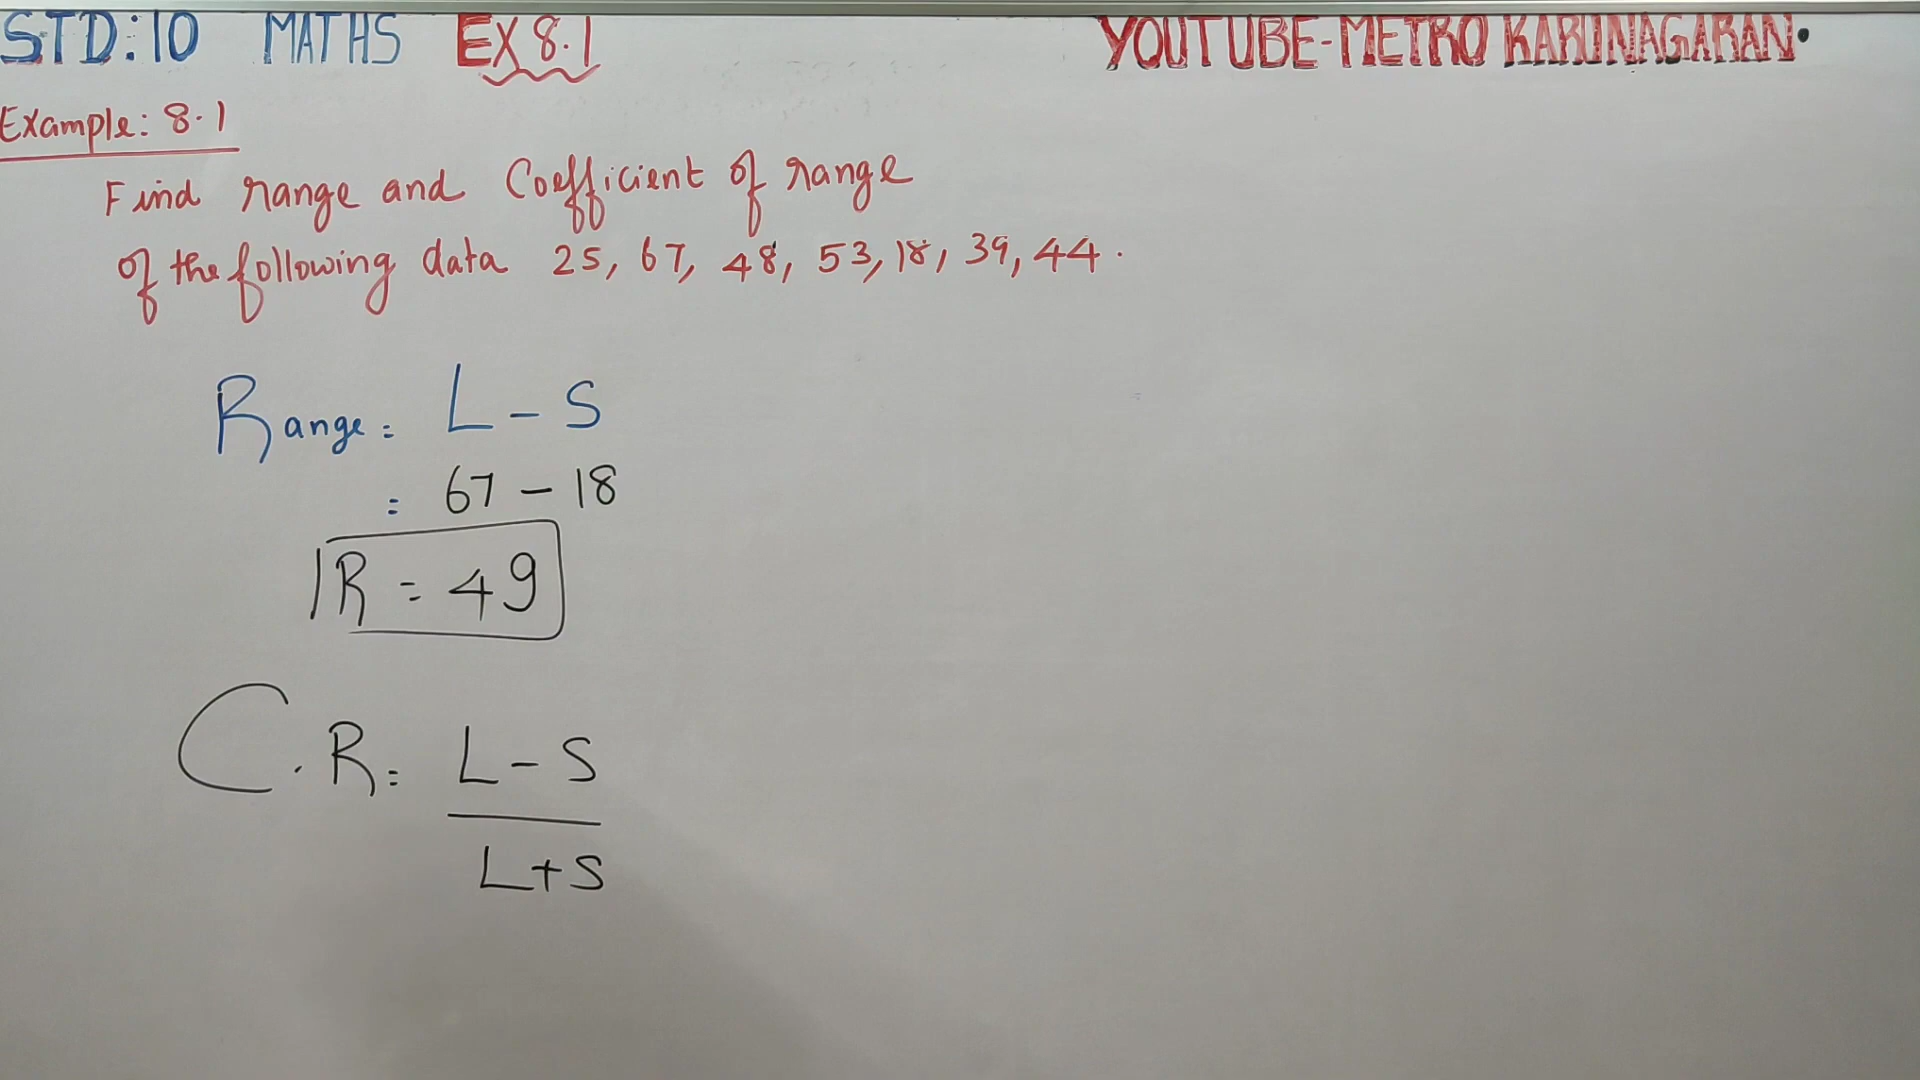 STD:10 MATHS EX 8.1 YOUTUBE-METRO KARUNAGARAN.
Example: 8.1
Find range and Coefficient of range
of the following data 25, 67, 48, 53, 18, 39, 44.
Range = L - S
= 67 - 18
R = 49
C.R = L - S
L + S